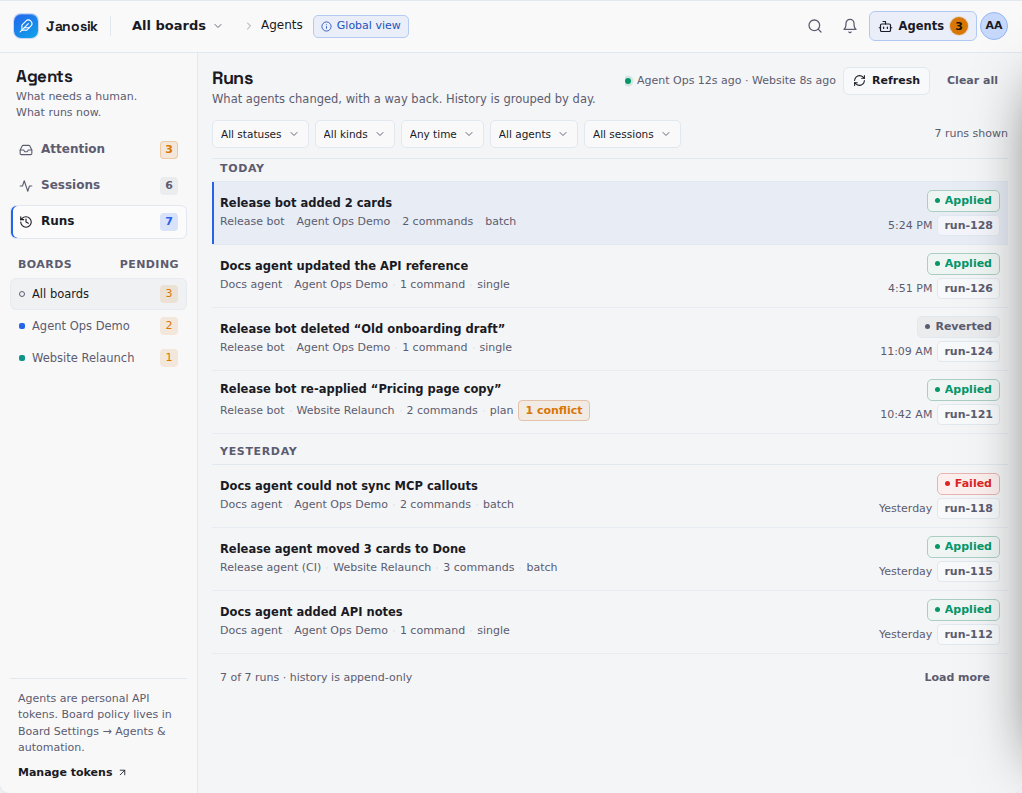 Janosik
All boards
Agents
Global view
Agents 3
AA
Agents
What needs a human.
What runs now.
Attention 3
Sessions 6
Runs 7
BOARDS PENDING
All boards 3
Agent Ops Demo 2
Website Relaunch 1
Agents are personal API
tokens. Board policy lives in
Board Settings → Agents &
automation.
Manage tokens ↗
Runs
What agents changed, with a way back. History is grouped by day.
Agent Ops 12s ago · Website 8s ago
Refresh
Clear all
All statuses
All kinds
Any time
All agents
All sessions
7 runs shown
TODAY
Release bot added 2 cards
Release bot · Agent Ops Demo · 2 commands · batch
Applied
5:24 PM run-128
Docs agent updated the API reference
Docs agent · Agent Ops Demo · 1 command · single
Applied
4:51 PM run-126
Release bot deleted “Old onboarding draft”
Release bot · Agent Ops Demo · 1 command · single
Reverted
11:09 AM run-124
Release bot re-applied “Pricing page copy”
Release bot · Website Relaunch · 2 commands · plan 1 conflict
Applied
10:42 AM run-121
YESTERDAY
Docs agent could not sync MCP callouts
Docs agent · Agent Ops Demo · 2 commands · batch
Failed
Yesterday run-118
Release agent moved 3 cards to Done
Release agent (CI) · Website Relaunch · 3 commands · batch
Applied
Yesterday run-115
Docs agent added API notes
Docs agent · Agent Ops Demo · 1 command · single
Applied
Yesterday run-112
7 of 7 runs · history is append-only
Load more